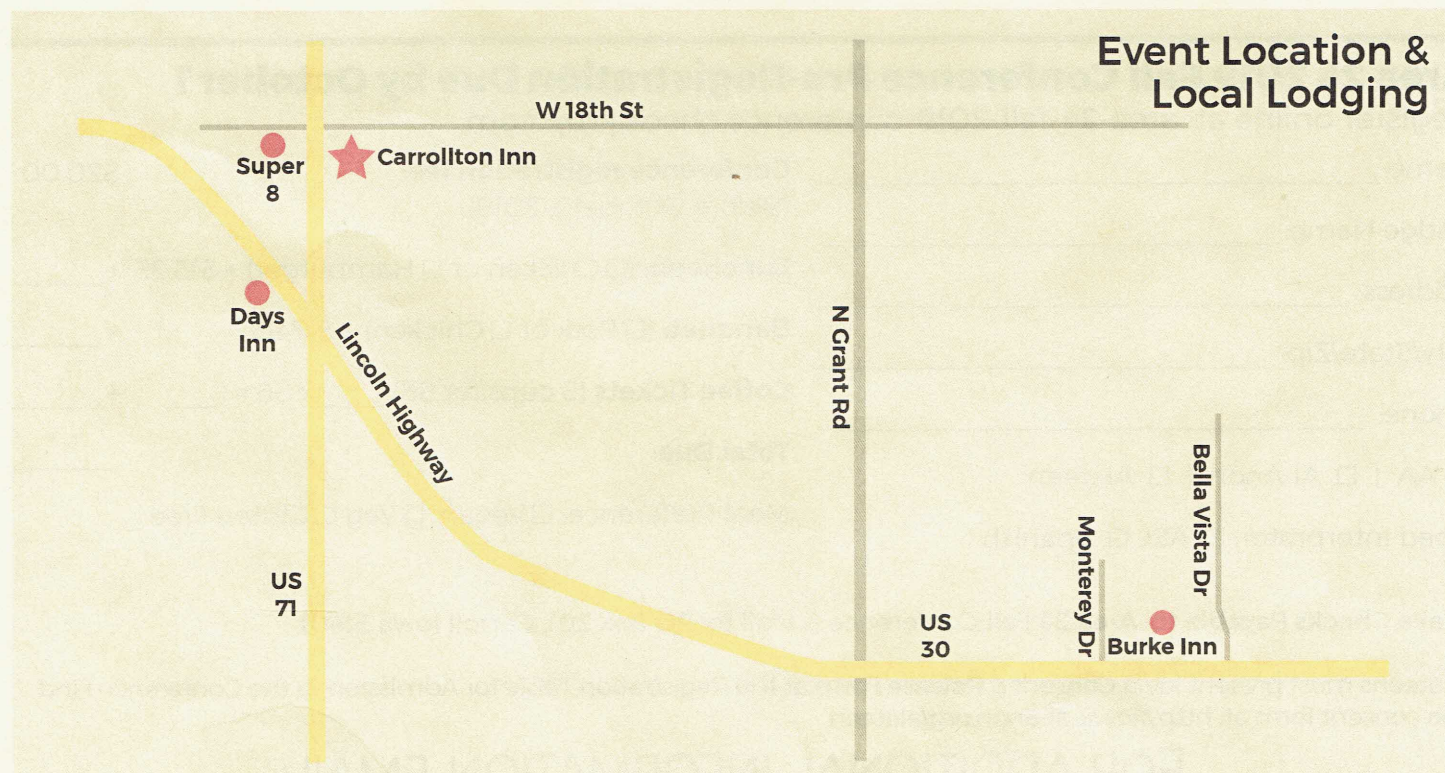 Event Location &
Local Lodging
W 18th St
Super
8
Carrollton Inn
Days
Inn
Lincoln Highway
N Grant Rd
US
71
US
30
Monterey Dr
Burke Inn
Bella Vista Dr